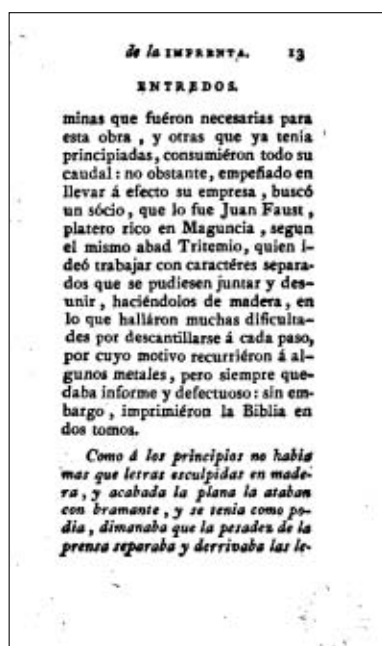 de la IMPRENTA. 13
ENTREDOS.
minas que fuéron necesarias para
esta obra , y otras que ya tenia
principiadas, consumiéron todo su
caudal : no obstante, empeñado en
llevar á efecto su empresa , buscó
un sócio , que lo fue Juan Faust ,
platero rico en Maguncia , segun
el mismo abad Tritemio, quien i-
deó trabajar con caractéres separa-
dos que se pudiesen juntar y des-
unir , haciéndolos de madera , en
lo que halláron muchas dificulta-
des por descantillarse á cada paso,
por cuyo motivo recurriéron á al-
gunos metales , pero siempre que-
daba informe y defectuoso : sin em-
bargo , imprimiéron la Biblia en
dos tomos.
Como á los principios no habia
mas que letras esculpidas en made-
ra , y acabada la plana la ataban
con bramante , y se tenia como po-
dia , dimanaba que la pesadez de la
prensa separaba y derrivaba las le-